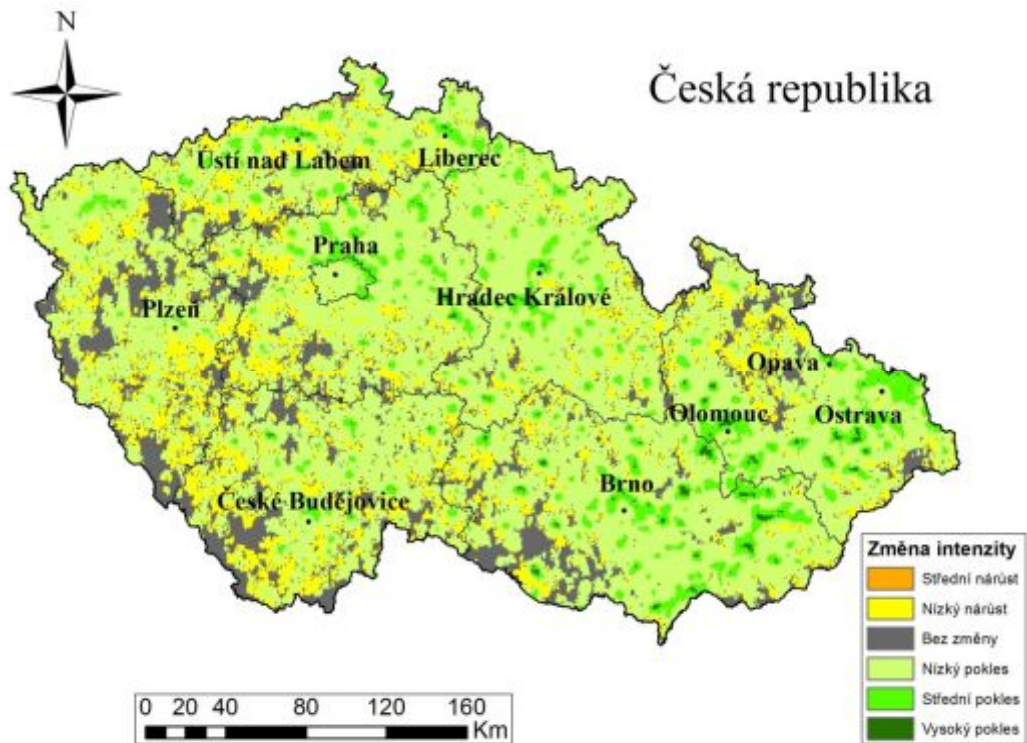 N
Česká republika
Ústí nad Labem
Liberec
Praha
Hradec Králové
Plzeň
Opava
Olomouc
Ostrava
Brno
České Budějovice
Změna intenzity
Střední nárůst
Nízký nárůst
Bez změny
Nízký pokles
Střední pokles
Vysoký pokles
0 20 40 80 120 160
Km